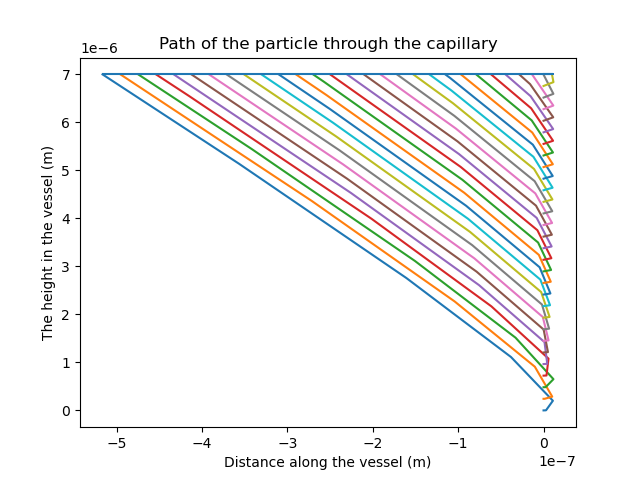 Path of the particle through the capillary
1e−6
7
6
5
4
3
2
1
0
The height in the vessel (m)
−5 −4 −3 −2 −1 0
Distance along the vessel (m)
1e−7